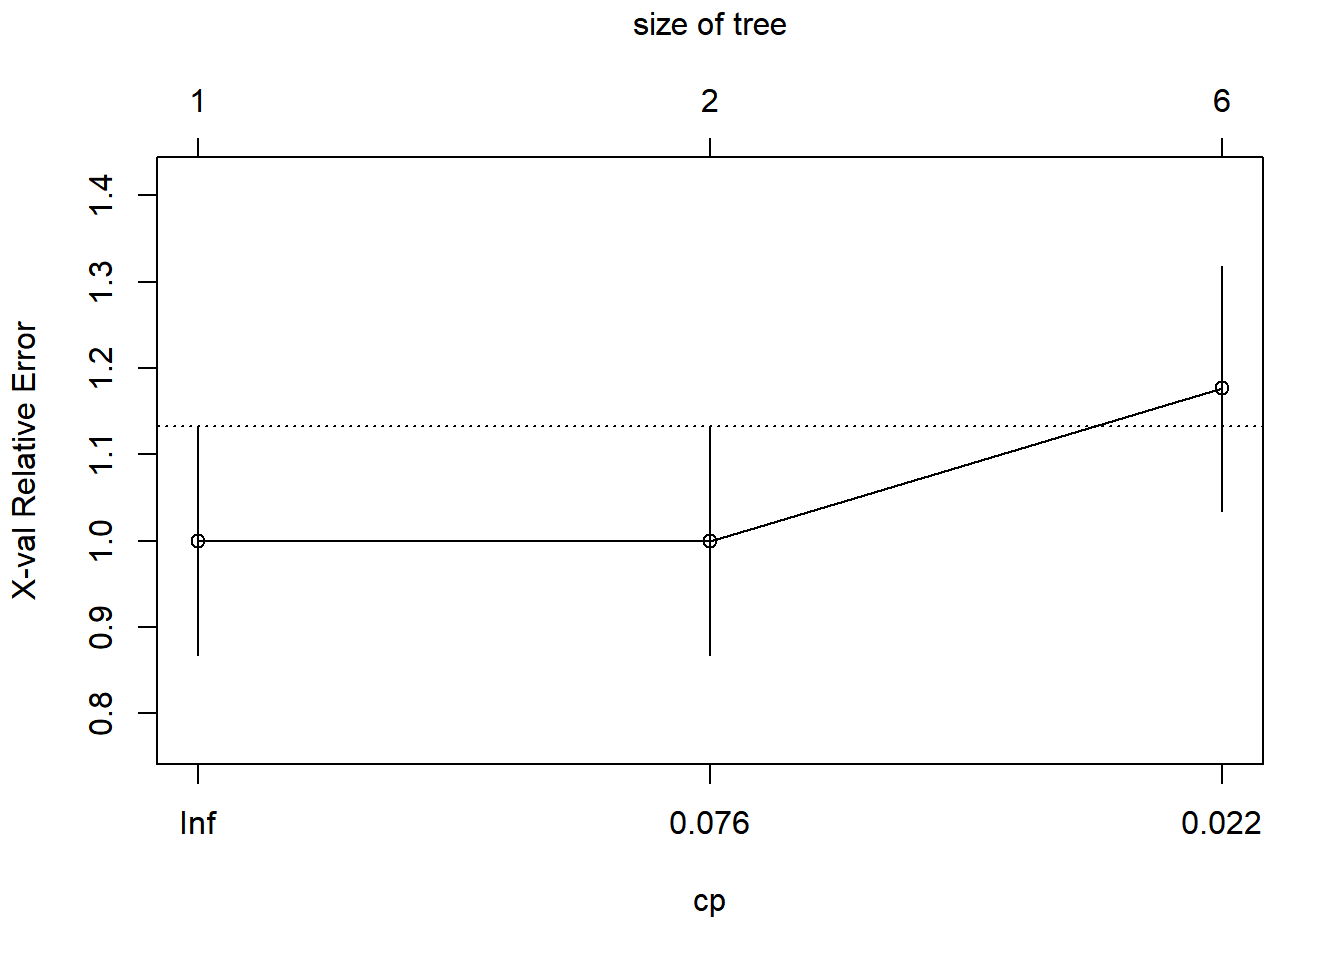 size of tree
1 2 6
1.4
1.3
1.2
1.1
1.0
0.9
0.8
X-val Relative Error
Inf 0.076 0.022
cp